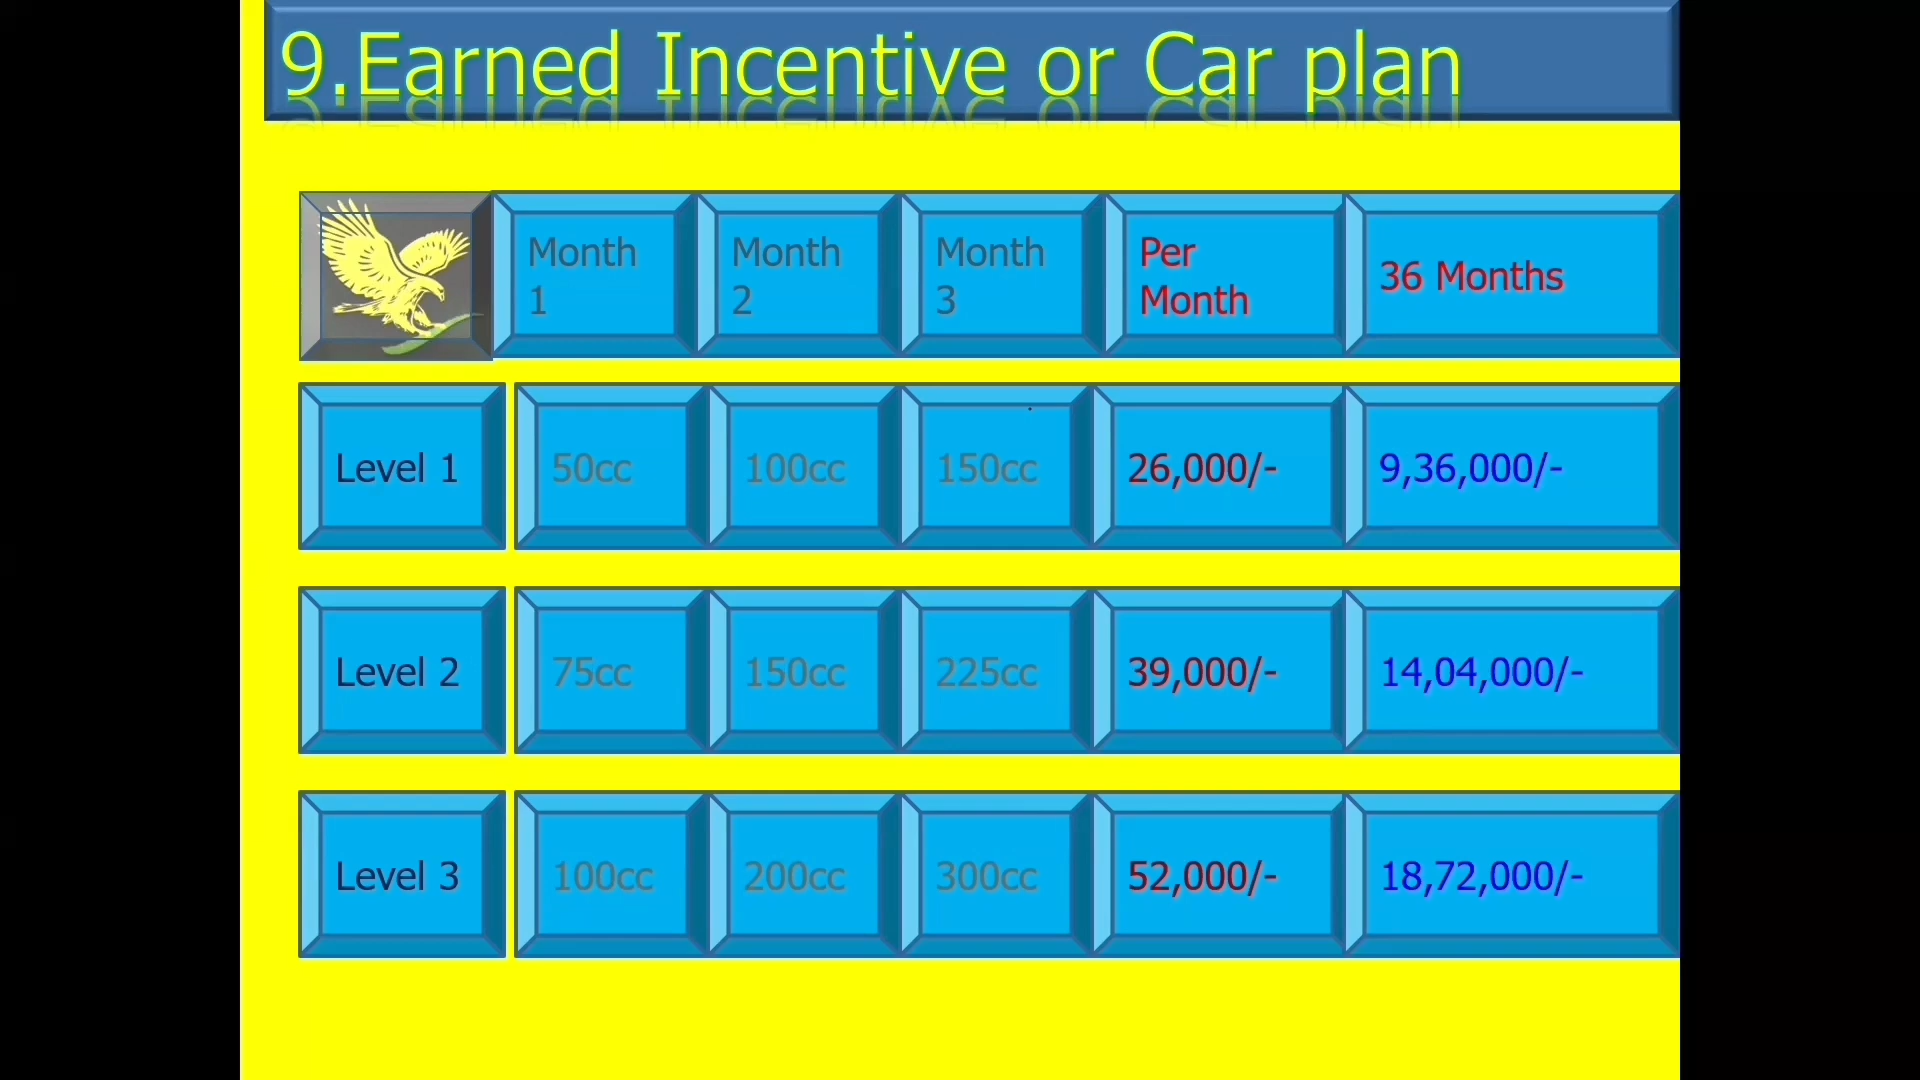 9.Earned Incentive or Car plan
Month 1
Month 2
Month 3
Per Month
36 Months
Level 1
50cc
100cc
150cc
26,000/-
9,36,000/-
Level 2
75cc
150cc
225cc
39,000/-
14,04,000/-
Level 3
100cc
200cc
300cc
52,000/-
18,72,000/-